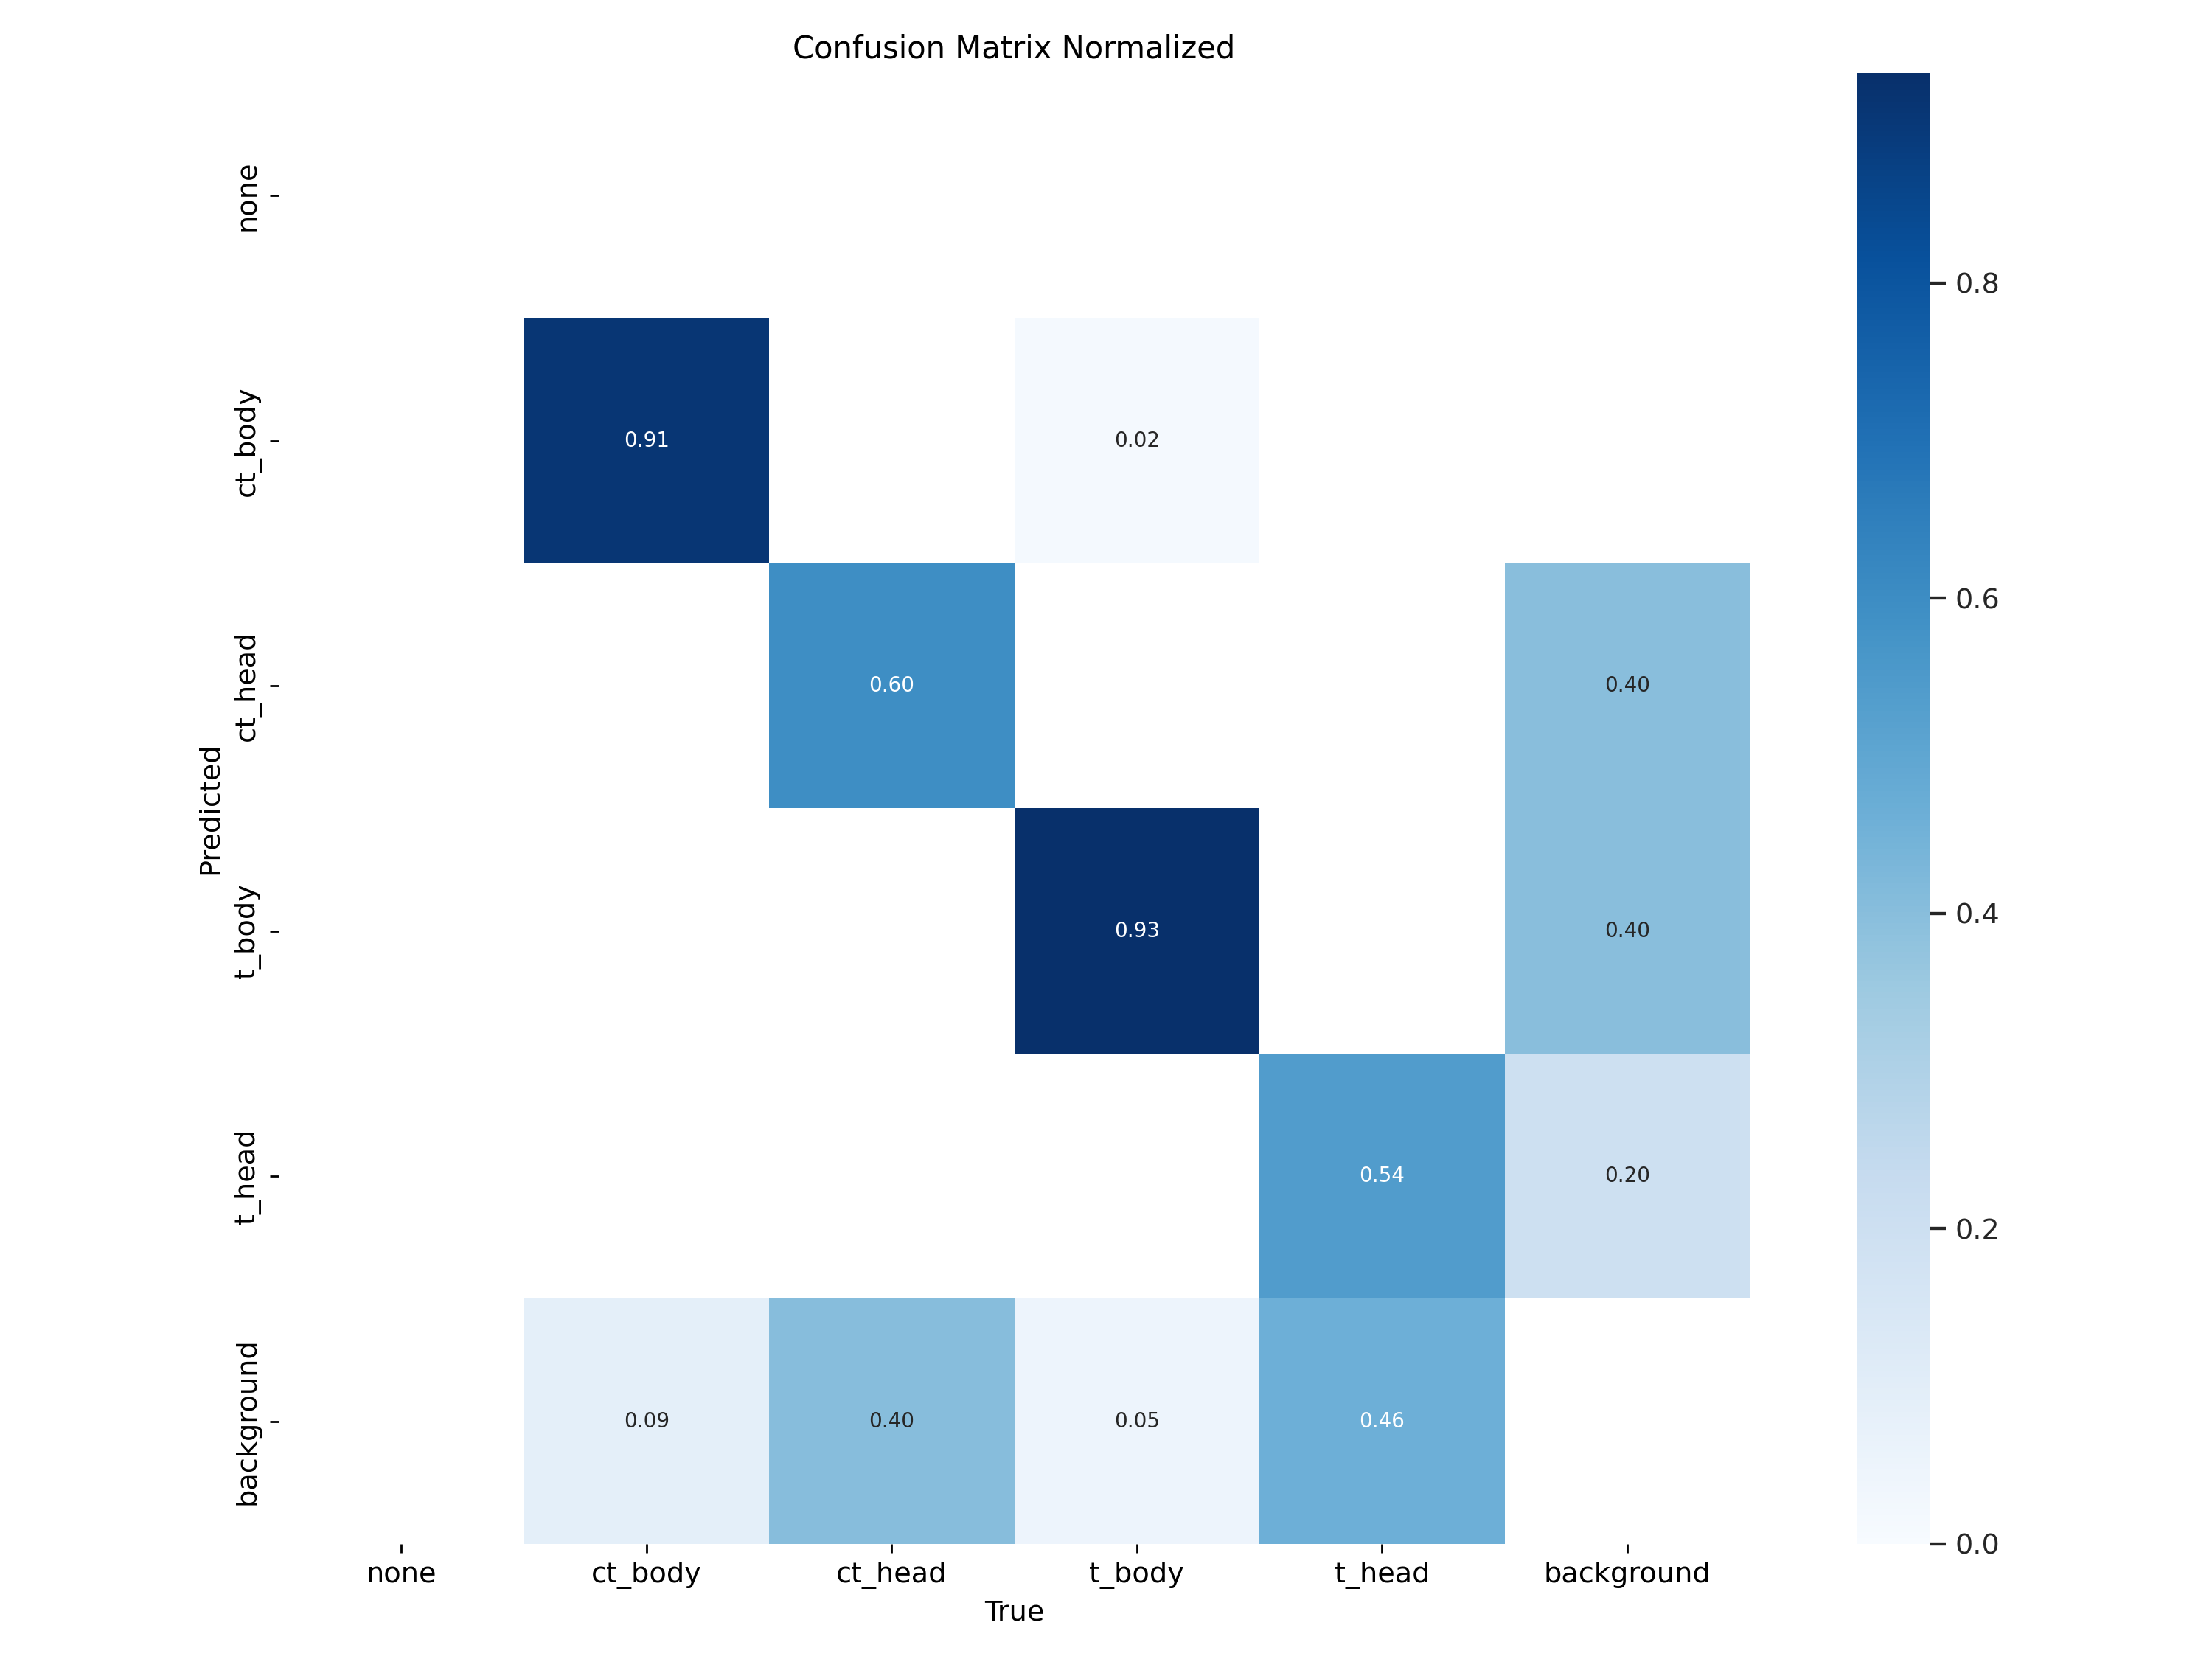 Confusion Matrix Normalized
none
ct_body
0.91
0.02
0.8
ct_head
0.60
0.40
0.6
Predicted
t_body
0.93
0.40
0.4
t_head
0.54
0.20
0.2
background
0.09
0.40
0.05
0.46
0.0
none
ct_body
ct_head
t_body
t_head
background
True